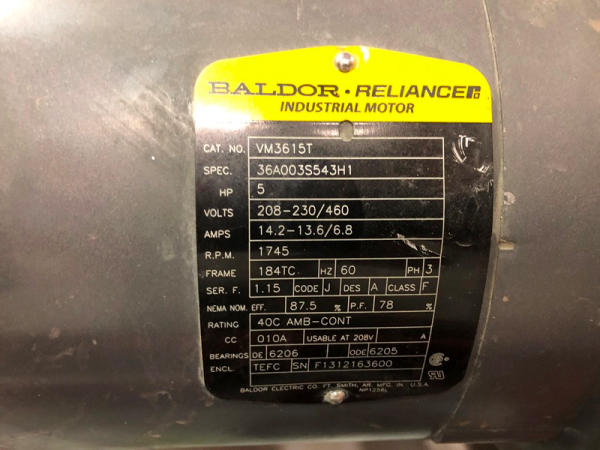 BALDOR • RELIANCE
INDUSTRIAL MOTOR
CAT. NO. VM3615T
SPEC. 36A003S543H1
HP 5
VOLTS 208-230/460
AMPS 14.2-13.6/6.8
R.P.M. 1745
FRAME 184TC HZ 60 PH 3
SER. F. 1.15 CODE J DES A CLASS F
NEMA NOM. EFF. 87.5 % P.F. 78 %
RATING 40C AMB-CONT
CC 010A USABLE AT 208V A
BEARINGS DE 6206 ODE 6205
ENCL. TEFC SN F1312163600
BALDOR ELECTRIC CO. FT. SMITH, AR. MFG. IN U.S.A.
NP1256L